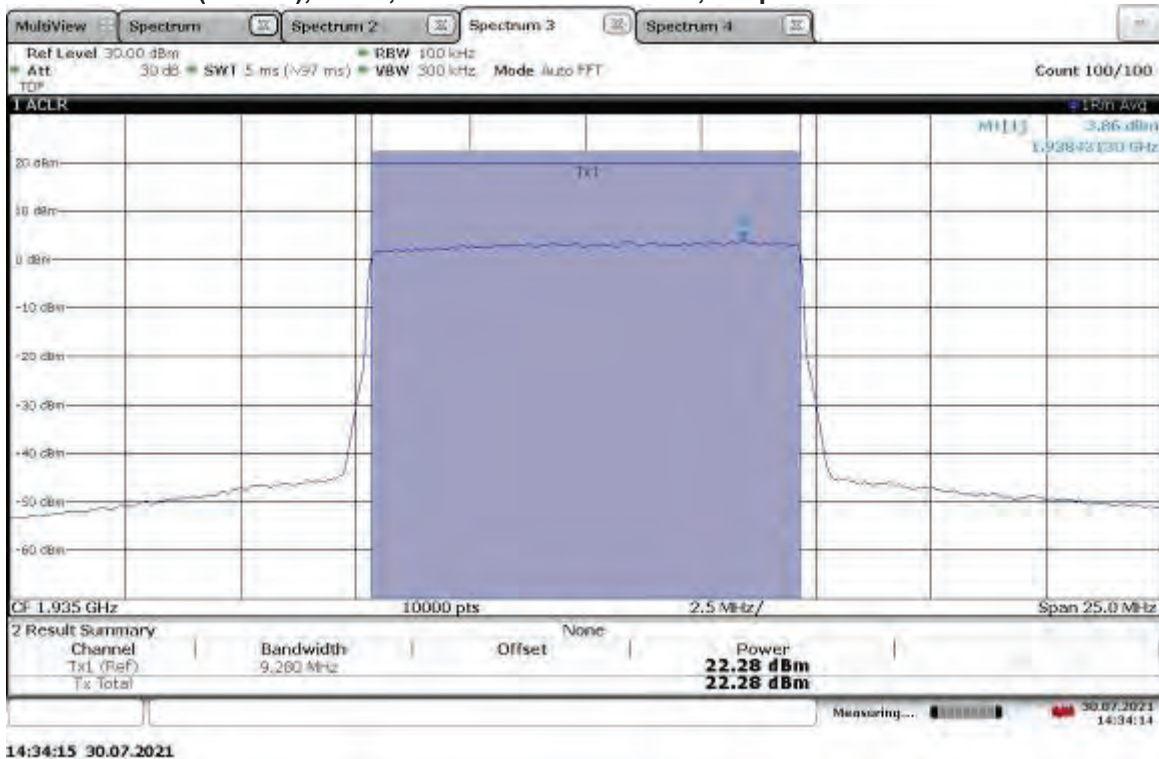 MultiView Spectrum Spectrum 2 Spectrum 3 Spectrum 4
Ref Level 30.00 dBm RBW 100 kHz
Att 30 dB SWT 5 ms (~97 ms) VBW 300 kHz Mode Auto FFT Count 100/100
TDF
1 ACLR 1Rm Avg
M1[1] 3.86 dBm
1.93843130 GHz
20 dBm
Tx1
10 dBm
0 dBm
-10 dBm
-20 dBm
-30 dBm
-40 dBm
-50 dBm
-60 dBm
CF 1.935 GHz 10000 pts 2.5 MHz/ Span 25.0 MHz
2 Result Summary None
Channel Bandwidth Offset Power
Tx1 (Ref) 9.280 MHz 22.28 dBm
Tx Total 22.28 dBm
Measuring... 30.07.2021
14:34:14
14:34:15 30.07.2021